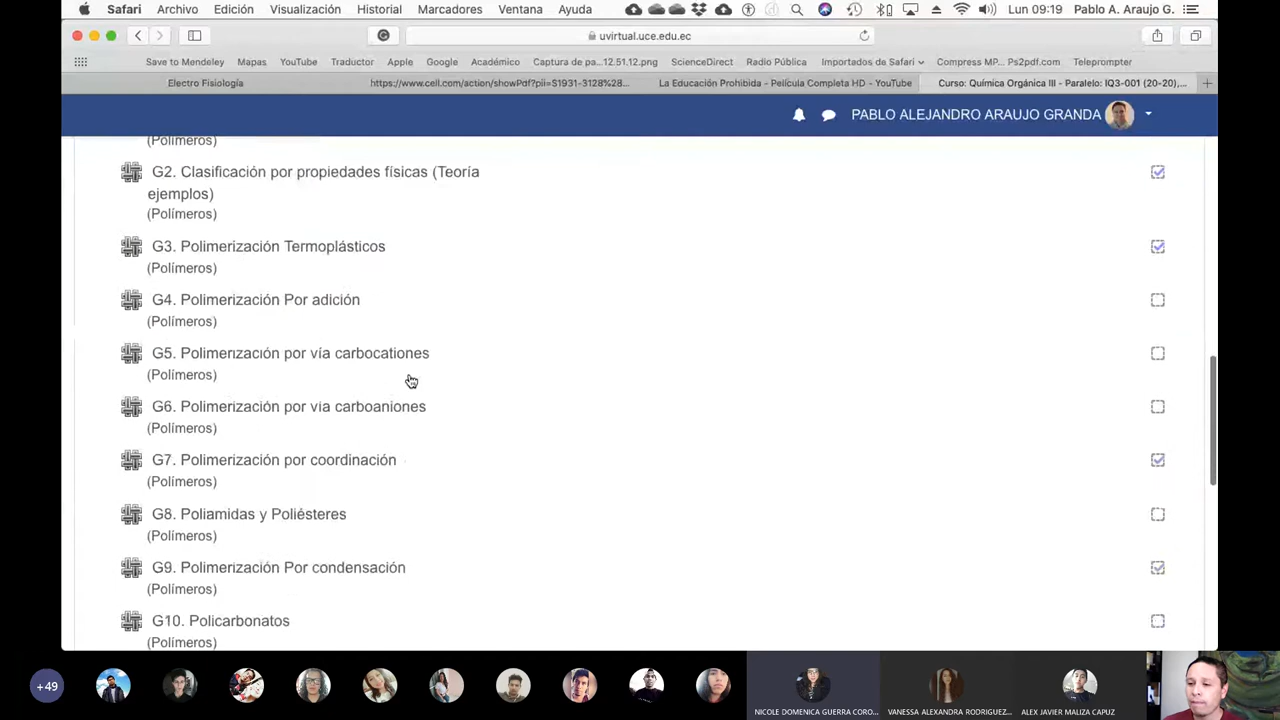 Safari Archivo Edición Visualización Historial Marcadores Ventana Ayuda Lun 09:19 Pablo A. Araujo G.
uvirtual.uce.edu.ec
Save to Mendeley Mapas YouTube Traductor Apple Google Académico Captura de pa...12.51.12.png ScienceDirect Radio Pública Importados de Safari Compress MP... Ps2pdf.com Teleprompter
Electro Fisiología https://www.cell.com/action/showPdf?pii=S1931-3128%28... La Educación Prohibida - Película Completa HD - YouTube Curso: Química Orgánica III - Paralelo: IQ3-001 (20-20),...
PABLO ALEJANDRO ARAUJO GRANDA
(Polímeros)
G2. Clasificación por propiedades físicas (Teoría
ejemplos)
(Polímeros)
G3. Polimerización Termoplásticos
(Polímeros)
G4. Polimerización Por adición
(Polímeros)
G5. Polimerización por vía carbocationes
(Polímeros)
G6. Polimerización por vía carboaniones
(Polímeros)
G7. Polimerización por coordinación
(Polímeros)
G8. Poliamidas y Poliésteres
(Polímeros)
G9. Polimerización Por condensación
(Polímeros)
G10. Policarbonatos
(Polímeros)
+49
NICOLE DOMENICA GUERRA CORO... VANESSA ALEXANDRA RODRIGUEZ... ALEX JAVIER MALIZA CAPUZ